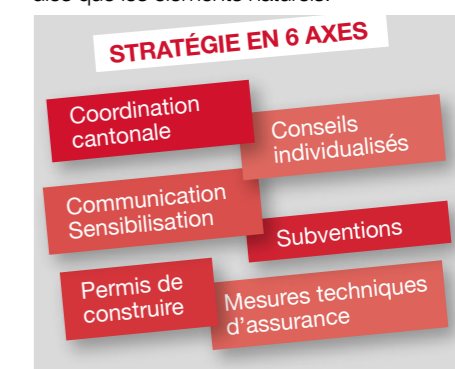 STRATÉGIE EN 6 AXES
Coordination
cantonale
Conseils
individualisés
Communication
Sensibilisation
Subventions
Permis de
construire
Mesures techniques
d'assurance